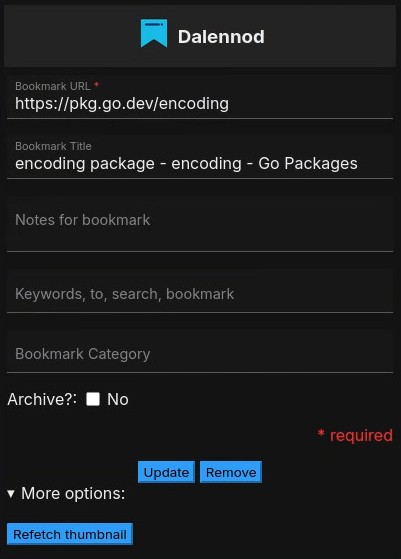 Dalennod
Bookmark URL *
https://pkg.go.dev/encoding
Bookmark Title
encoding package - encoding - Go Packages
Notes for bookmark
Keywords, to, search, bookmark
Bookmark Category
Archive?: No
* required
Update Remove
▾ More options:
Refetch thumbnail